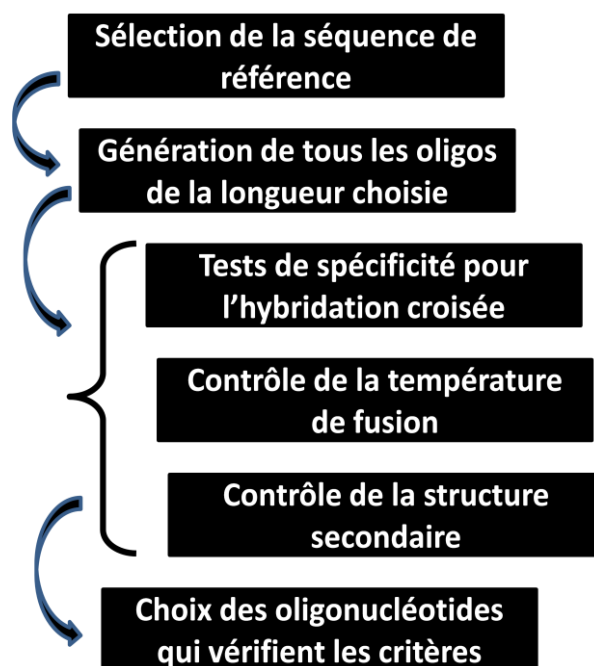 Sélection de la séquence de
référence
Génération de tous les oligos
de la longueur choisie
Tests de spécificité pour
l’hybridation croisée
Contrôle de la température
de fusion
Contrôle de la structure
secondaire
Choix des oligonucléotides
qui vérifient les critères